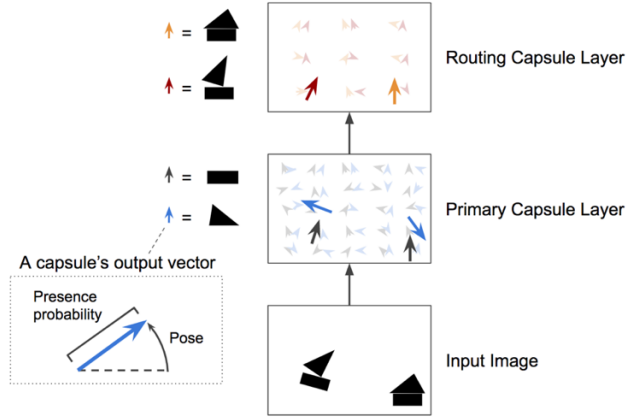 =
Routing Capsule Layer
=
=
Primary Capsule Layer
=
A capsule's output vector
Presence
probability
Pose
Input Image